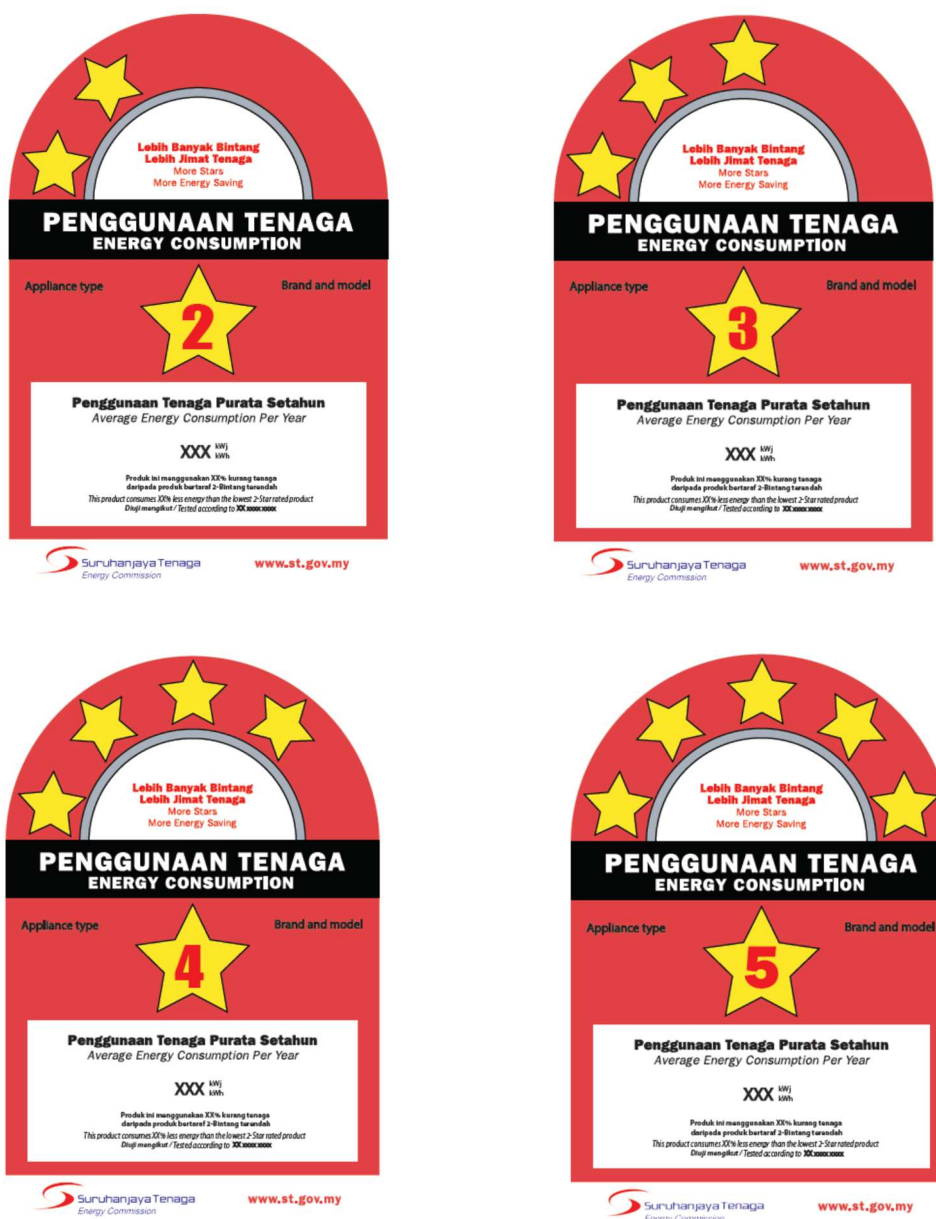 Lebih Banyak Bintang
Lebih Jimat Tenaga
More Stars
More Energy Saving
PENGGUNAAN TENAGA
ENERGY CONSUMPTION
Appliance type
Brand and model
2
Penggunaan Tenaga Purata Setahun
Average Energy Consumption Per Year
XXX kWj
kWh
Produk ini menggunakan XX% kurang tenaga
daripada produk bertaraf 2-Bintang terendah
This product consumes XX% less energy than the lowest 2-Star rated product
Diuji mengikut / Tested according to XX xxxx:xxxx
Suruhanjaya Tenaga
Energy Commission
www.st.gov.my
Lebih Banyak Bintang
Lebih Jimat Tenaga
More Stars
More Energy Saving
PENGGUNAAN TENAGA
ENERGY CONSUMPTION
Appliance type
Brand and model
3
Penggunaan Tenaga Purata Setahun
Average Energy Consumption Per Year
XXX kWj
kWh
Produk ini menggunakan XX% kurang tenaga
daripada produk bertaraf 2-Bintang terendah
This product consumes XX% less energy than the lowest 2-Star rated product
Diuji mengikut / Tested according to XX xxxx:xxxx
Suruhanjaya Tenaga
Energy Commission
www.st.gov.my
Lebih Banyak Bintang
Lebih Jimat Tenaga
More Stars
More Energy Saving
PENGGUNAAN TENAGA
ENERGY CONSUMPTION
Appliance type
Brand and model
4
Penggunaan Tenaga Purata Setahun
Average Energy Consumption Per Year
XXX kWj
kWh
Produk ini menggunakan XX% kurang tenaga
daripada produk bertaraf 2-Bintang terendah
This product consumes XX% less energy than the lowest 2-Star rated product
Diuji mengikut / Tested according to XX xxxx:xxxx
Suruhanjaya Tenaga
Energy Commission
www.st.gov.my
Lebih Banyak Bintang
Lebih Jimat Tenaga
More Stars
More Energy Saving
PENGGUNAAN TENAGA
ENERGY CONSUMPTION
Appliance type
Brand and model
5
Penggunaan Tenaga Purata Setahun
Average Energy Consumption Per Year
XXX kWj
kWh
Produk ini menggunakan XX% kurang tenaga
daripada produk bertaraf 2-Bintang terendah
This product consumes XX% less energy than the lowest 2-Star rated product
Diuji mengikut / Tested according to XX xxxx:xxxx
Suruhanjaya Tenaga
Energy Commission
www.st.gov.my